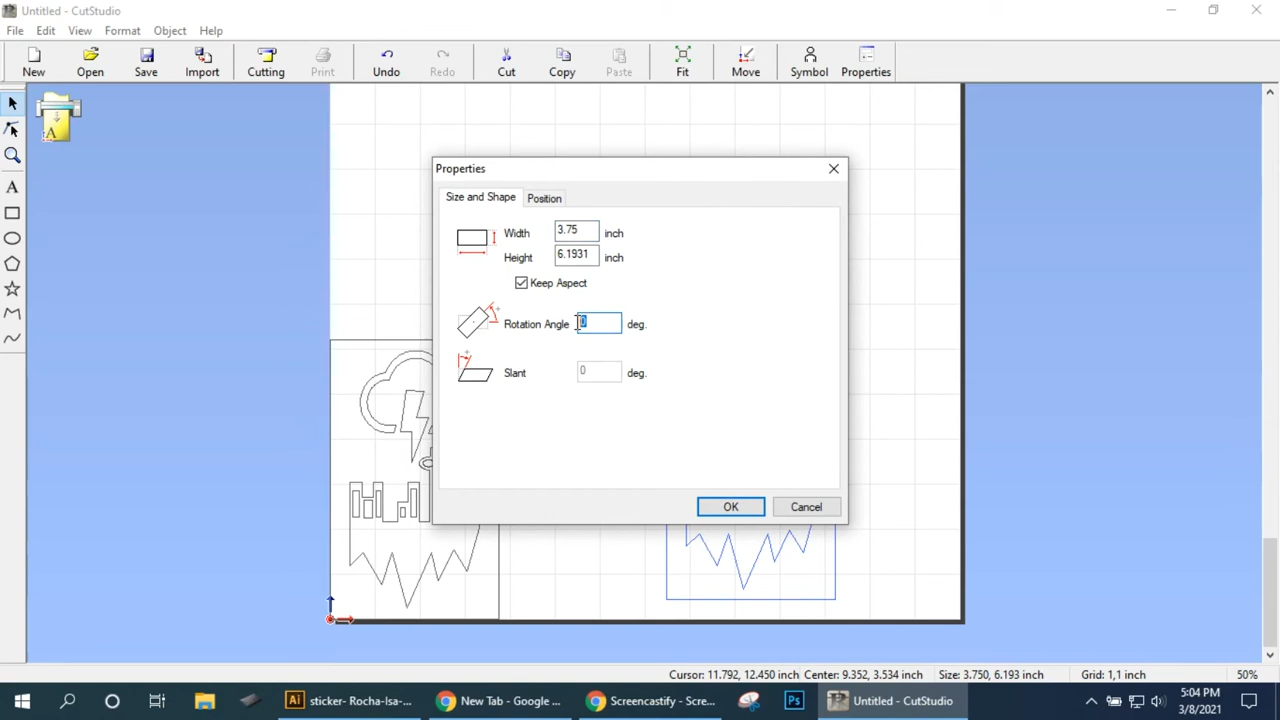 Untitled - CutStudio
File Edit View Format Object Help
New Open Save Import Cutting Print Undo Redo Cut Copy Paste Fit Move Symbol Properties
A
A
Properties
Size and Shape Position
Width 3.75 inch
Height 6.1931 inch
Keep Aspect
Rotation Angle 0 deg.
Slant 0 deg.
OK Cancel
Cursor: 11.792, 12.450 inch Center: 9.352, 3.534 inch Size: 3.750, 6.193 inch Grid: 1,1 inch 50%
Ai sticker- Rocha-Isa-... New Tab - Google ... Screencastify - Scre... Ps Untitled - CutStudio
5:04 PM
3/8/2021